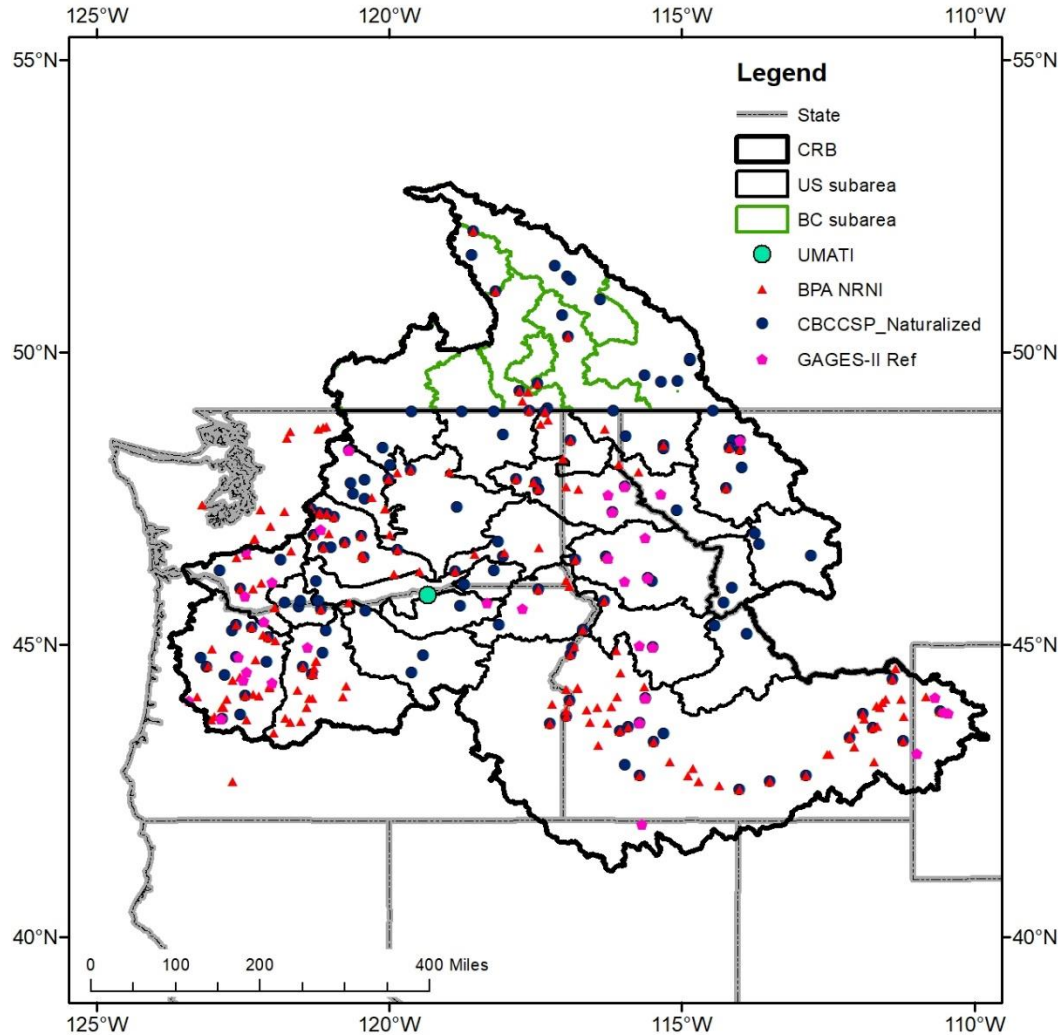 125°W 120°W 115°W 110°W
55°N 55°N
Legend
State
CRB
US subarea
BC subarea
UMATI
BPA NRNI
CBCCSP_Naturalized
GAGES-II Ref
50°N 50°N
45°N 45°N
40°N 40°N
0 100 200 400 Miles
125°W 120°W 115°W 110°W